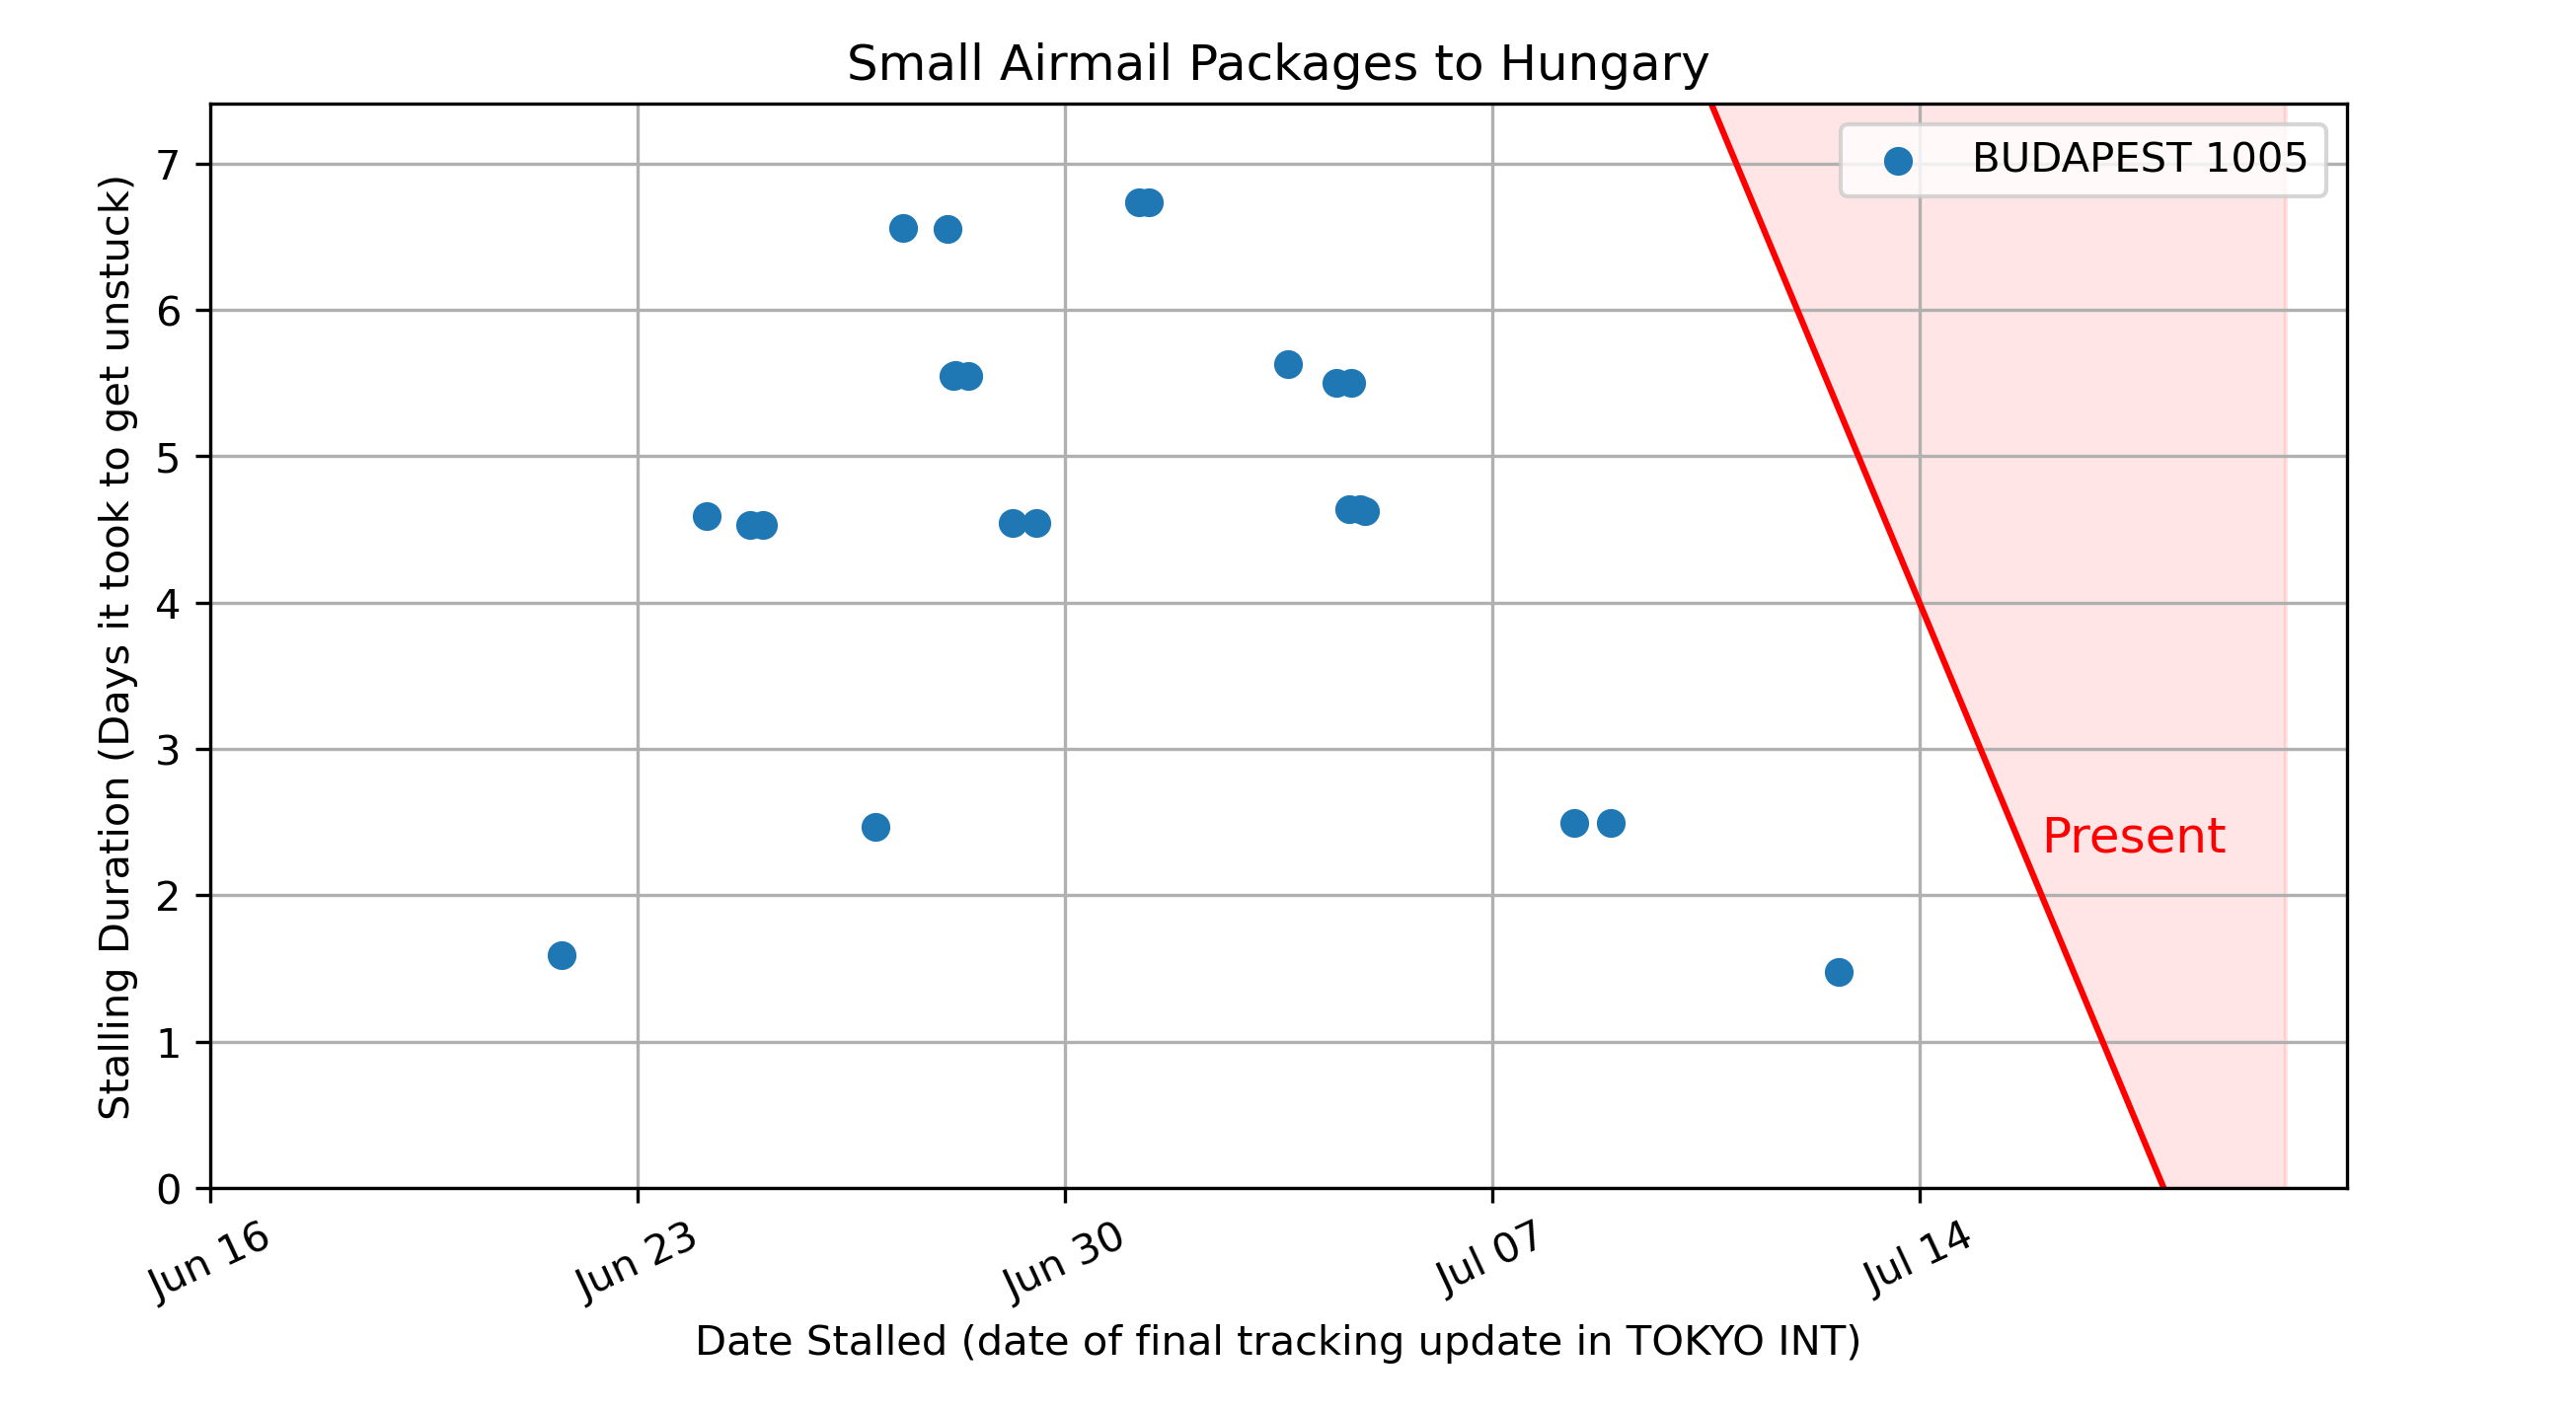 Small Airmail Packages to Hungary
BUDAPEST 1005
Stalling Duration (Days it took to get unstuck)
7
6
5
4
3
2
1
0
Present
Jun 16
Jun 23
Jun 30
Jul 07
Jul 14
Date Stalled (date of final tracking update in TOKYO INT)